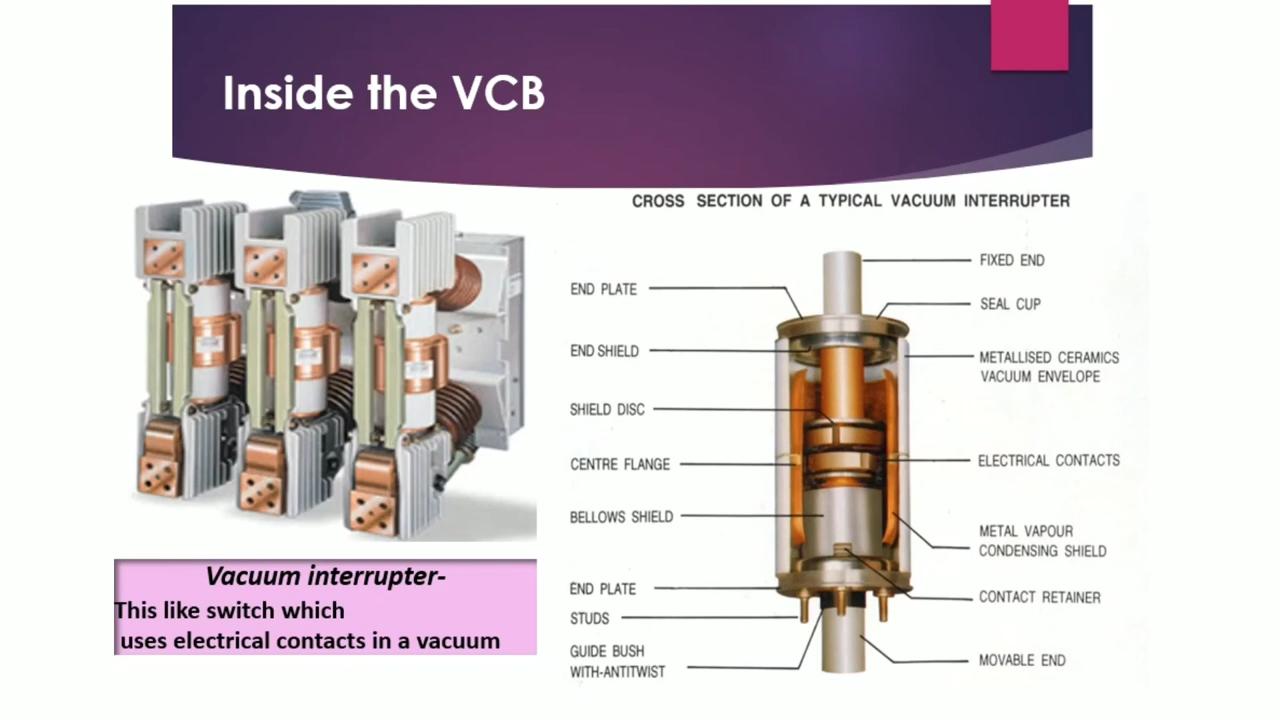 Inside the VCB
CROSS SECTION OF A TYPICAL VACUUM INTERRUPTER
FIXED END
END PLATE
SEAL CUP
END SHIELD
METALLISED CERAMICS
VACUUM ENVELOPE
SHIELD DISC
CENTRE FLANGE
ELECTRICAL CONTACTS
BELLOWS SHIELD
METAL VAPOUR
CONDENSING SHIELD
END PLATE
CONTACT RETAINER
STUDS
GUIDE BUSH
WITH-ANTITWIST
MOVABLE END
Vacuum interrupter-
This like switch which
uses electrical contacts in a vacuum